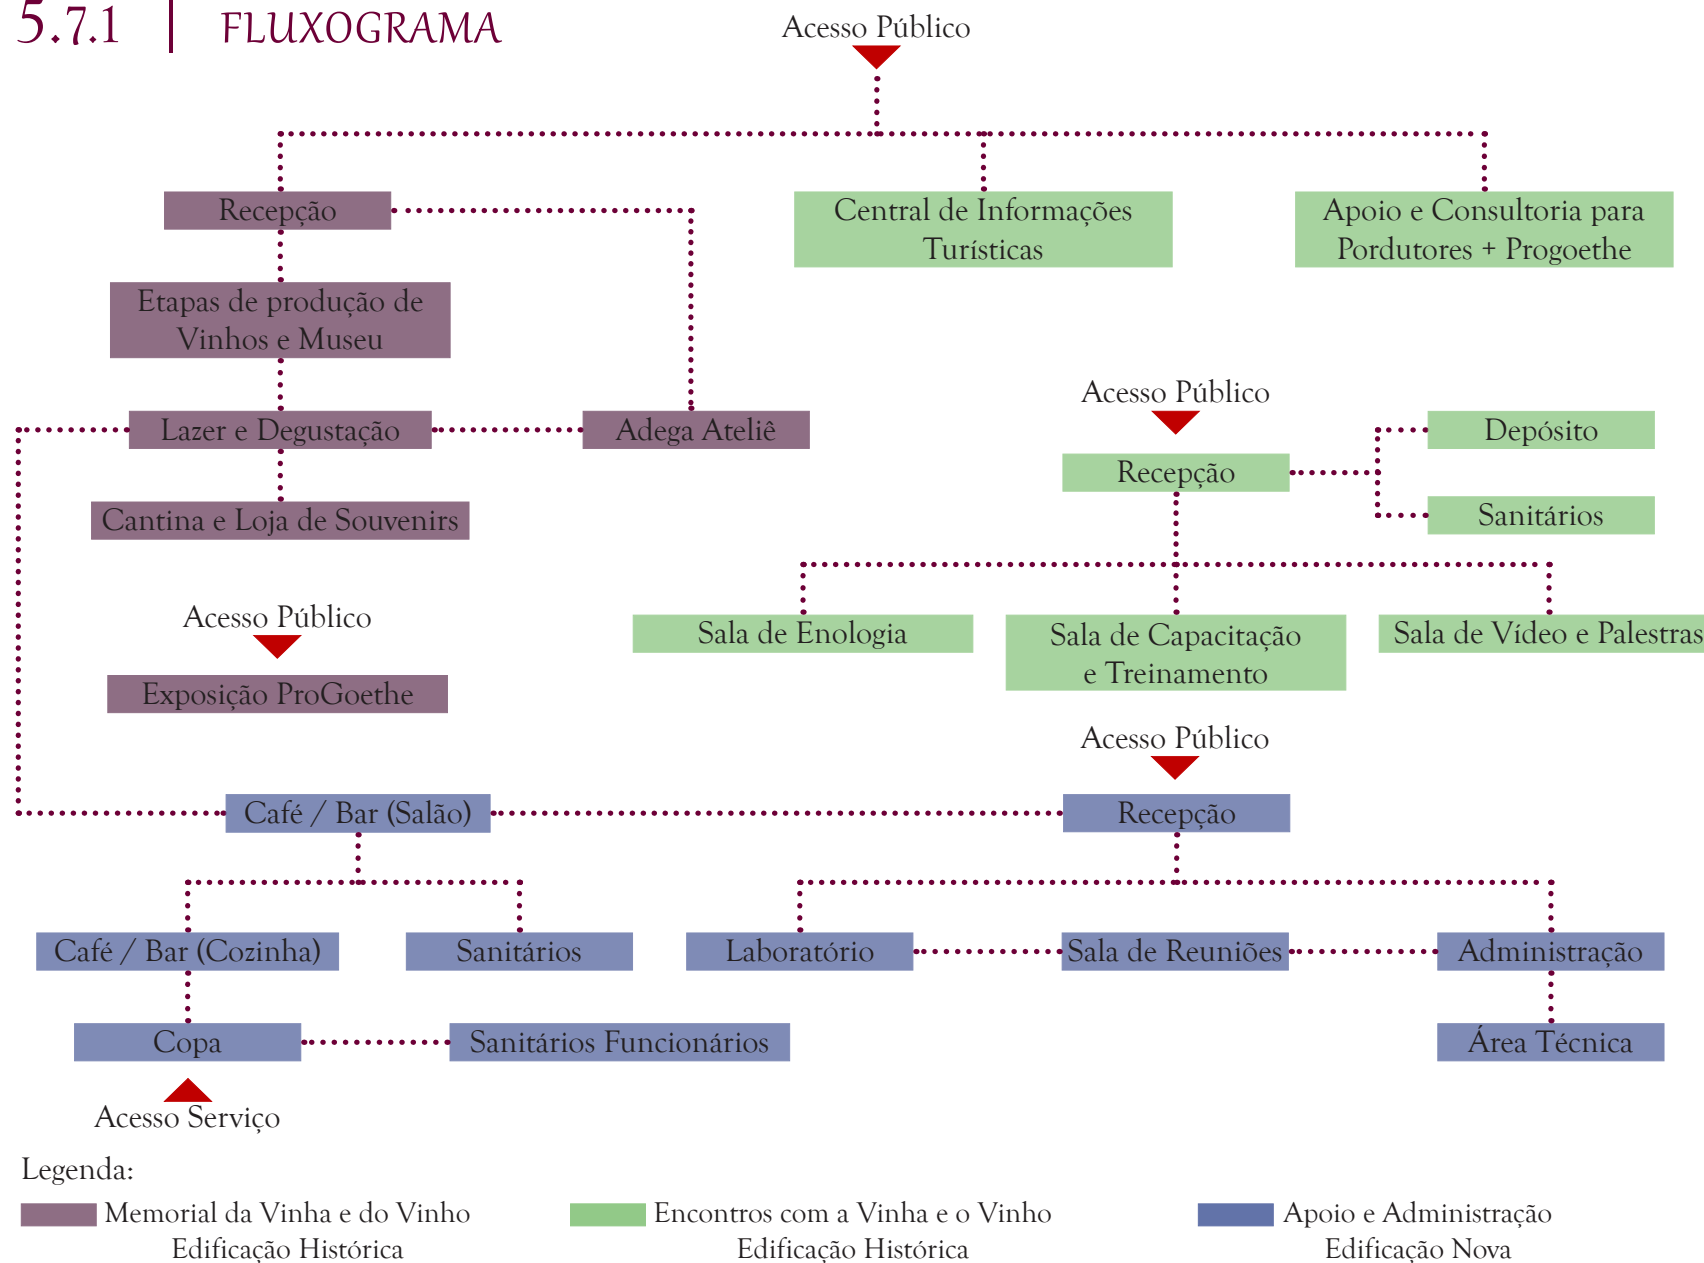 5.7.1 | FLUXOGRAMA
Acesso Público
Recepção
Central de Informações
Turísticas
Apoio e Consultoria para
Pordutores + Progoethe
Etapas de produção de
Vinhos e Museu
Lazer e Degustação
Adega Ateliê
Cantina e Loja de Souvenirs
Acesso Público
Recepção
Depósito
Sanitários
Sala de Enologia
Sala de Capacitação
e Treinamento
Sala de Vídeo e Palestras
Acesso Público
Exposição ProGoethe
Acesso Público
Café / Bar (Salão)
Recepção
Café / Bar (Cozinha)
Sanitários
Laboratório
Sala de Reuniões
Administração
Copa
Sanitários Funcionários
Área Técnica
Acesso Serviço
Legenda:
Memorial da Vinha e do Vinho
Edificação Histórica
Encontros com a Vinha e o Vinho
Edificação Histórica
Apoio e Administração
Edificação Nova